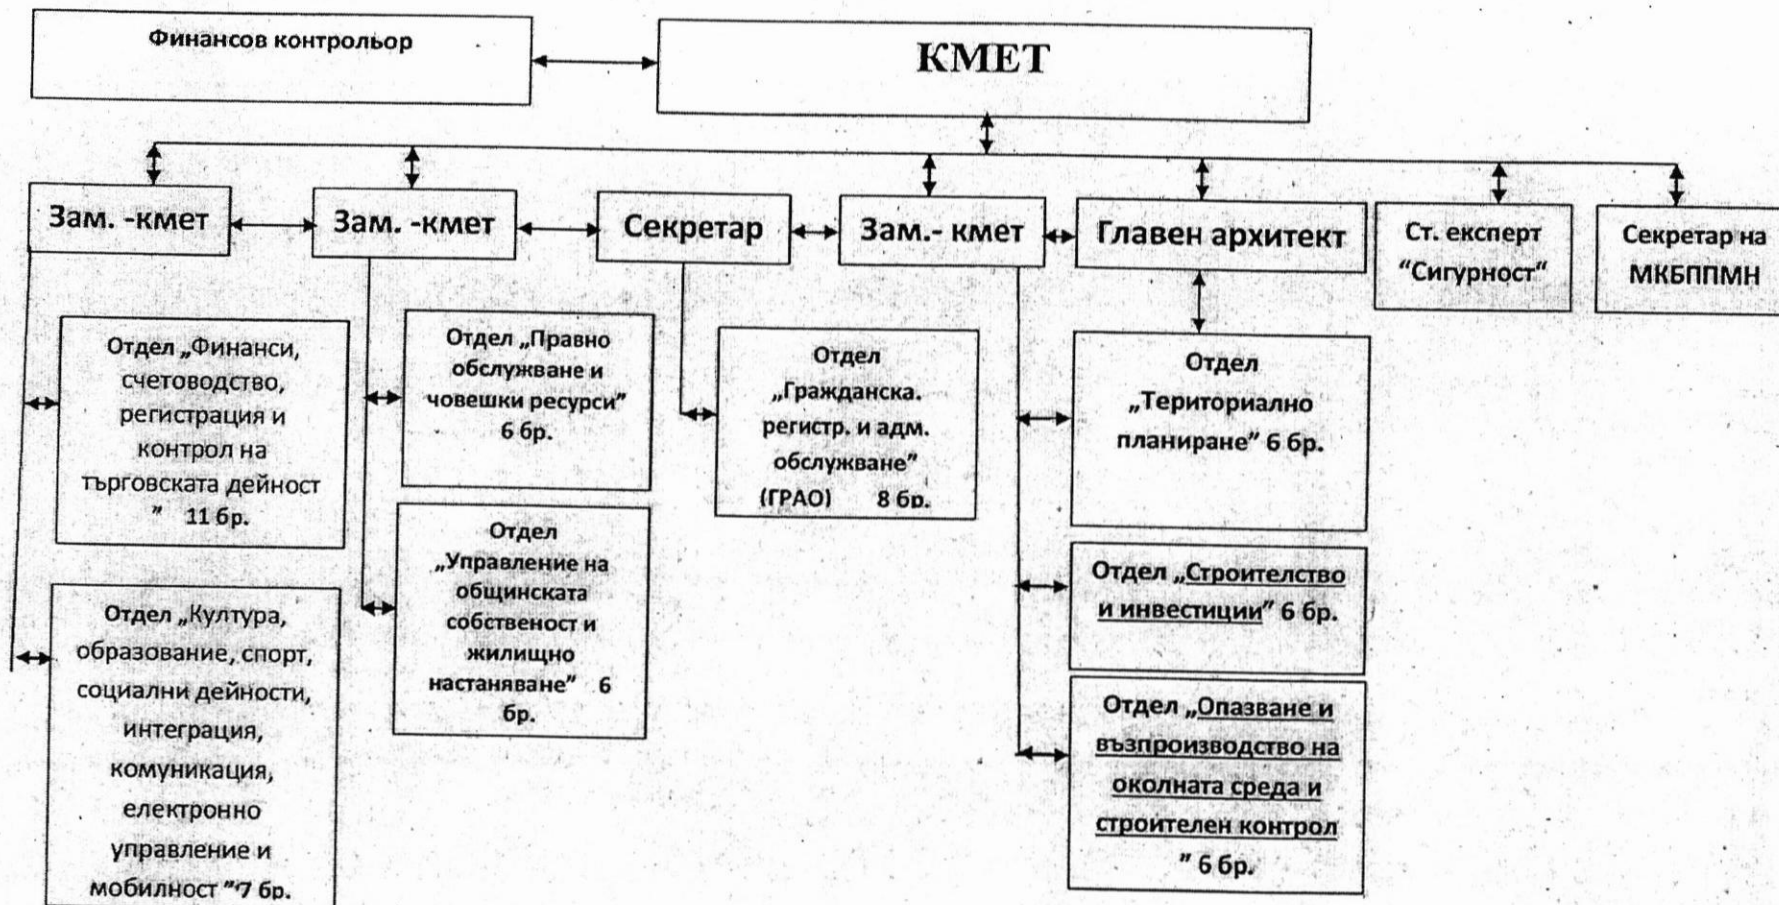 Финансов контрольор
КМЕТ
Зам. -кмет
Зам. -кмет
Секретар
Зам.- кмет
Главен архитект
Ст. експерт
“Сигурност“
Секретар на
МКБППМН
Отдел „Финанси,
счетоводство,
регистрация и
контрол на
търговската дейност
” 11 бр.
Отдел „Култура,
образование, спорт,
социални дейности,
интеграция,
комуникация,
електронно
управление и
мобилност ”7 бр.
Отдел „Правно
обслужване и
човешки ресурси”
6 бр.
Отдел
„Управление на
общинската
собственост и
жилищно
настаняване” 6
бр.
Отдел
„Гражданска.
регистр. и адм.
обслужване”
(ГРАО) 8 бр.
Отдел
„Териториално
планиране” 6 бр.
Отдел „Строителство
и инвестиции” 6 бр.
Отдел „Опазване и
възпроизводство на
околната среда и
строителен контрол
” 6 бр.